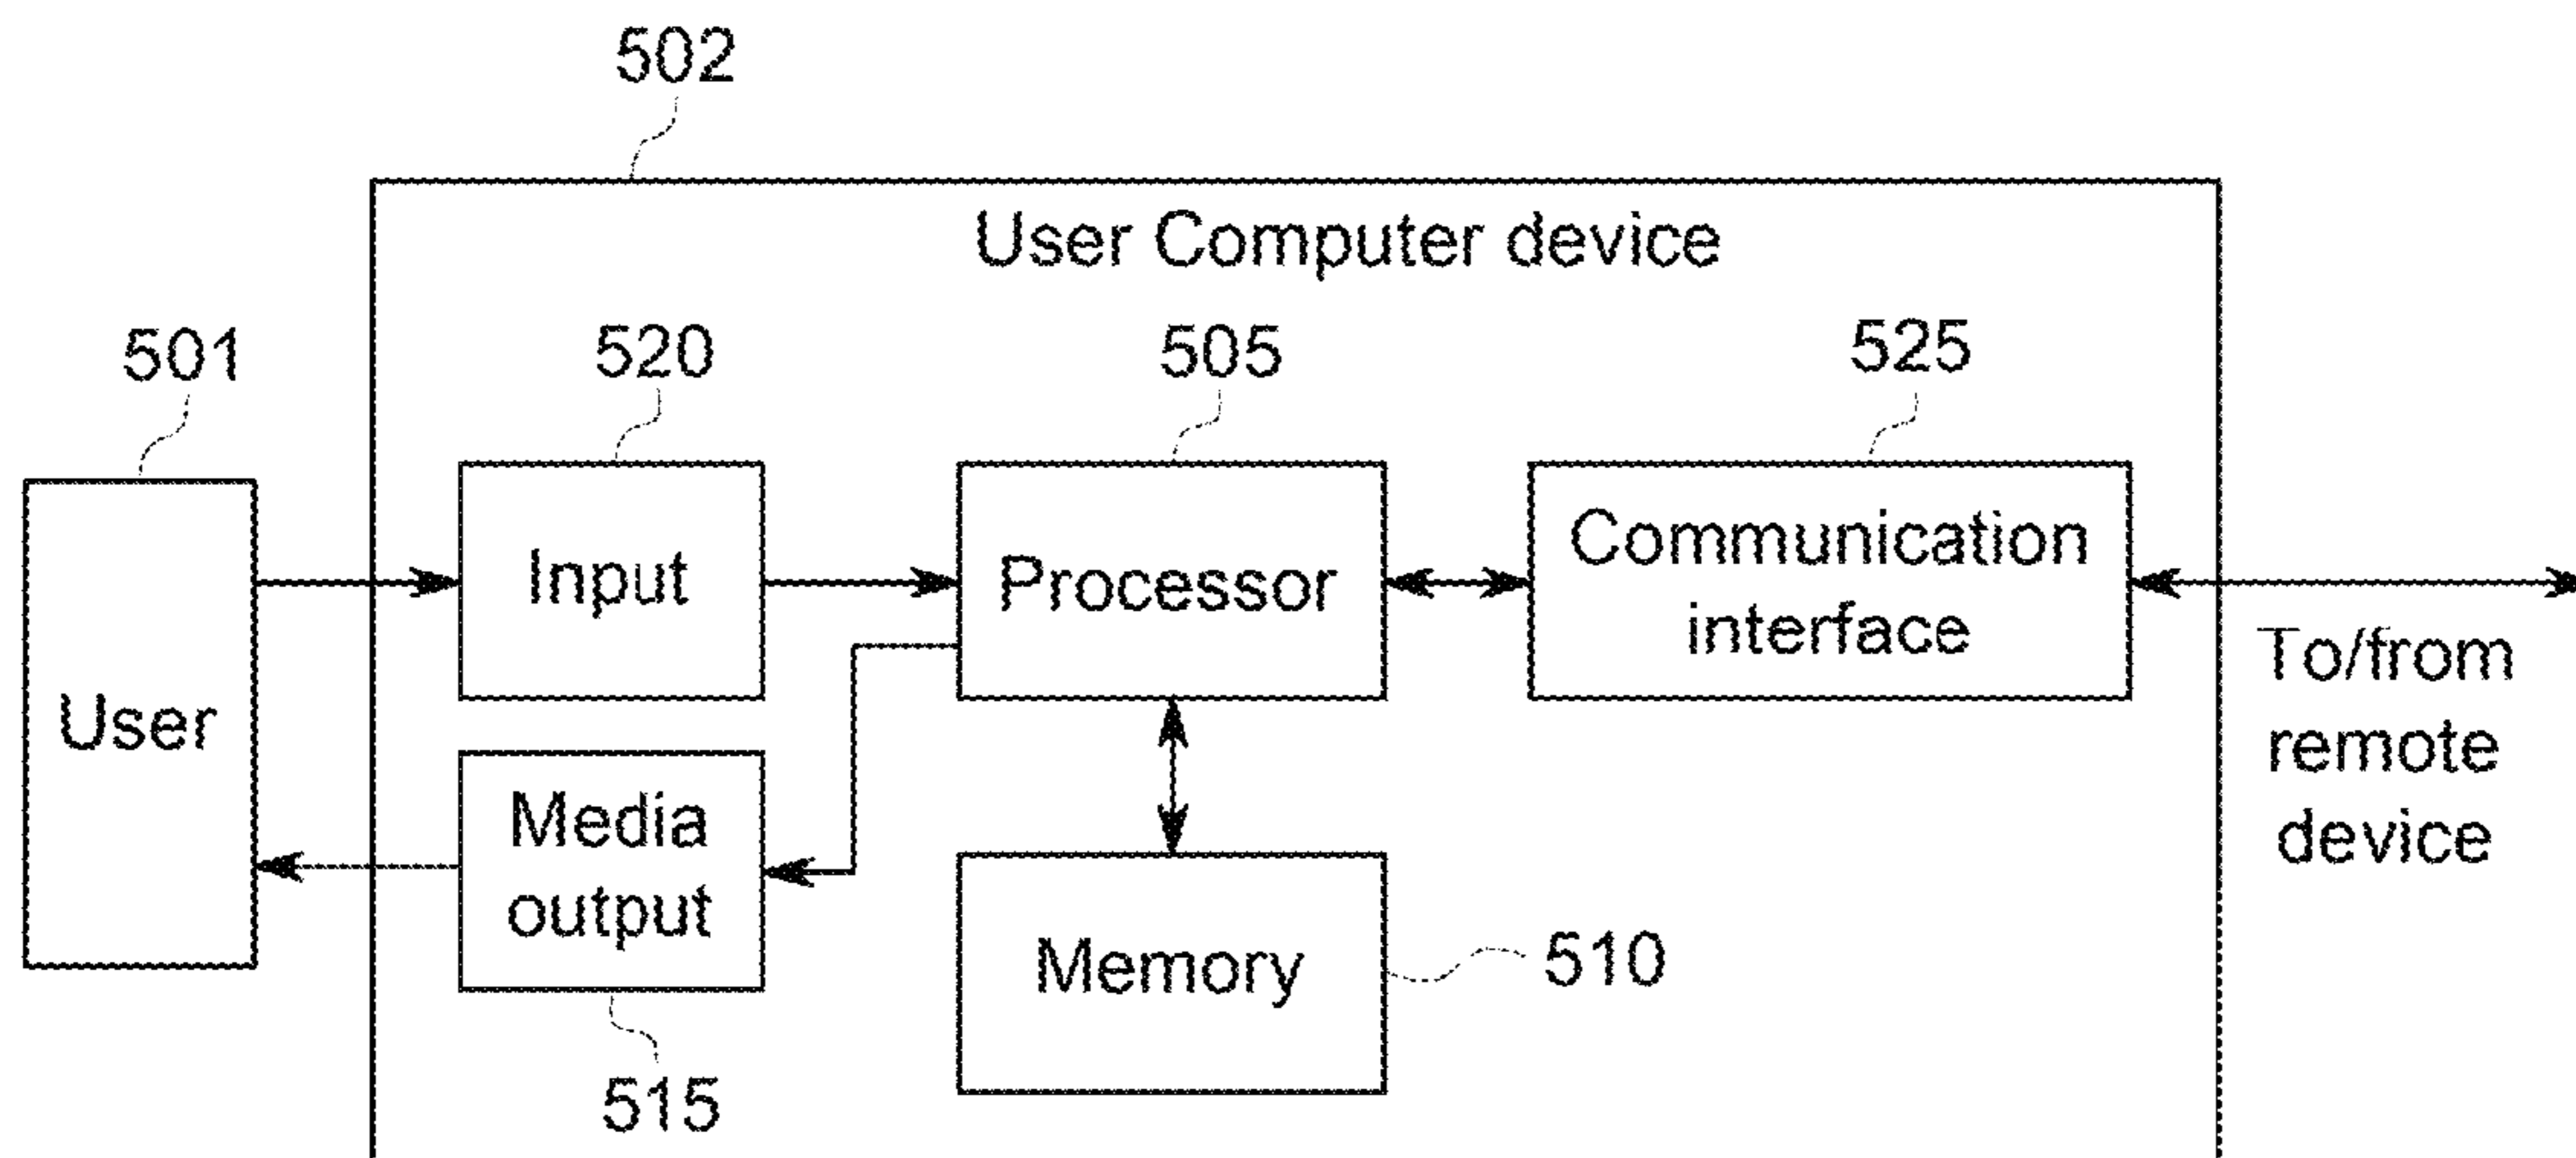 502
User Computer device
501
520
505
525
User
Input
Processor
Communication
interface
Media
output
Memory
To/from
remote
device
510
515